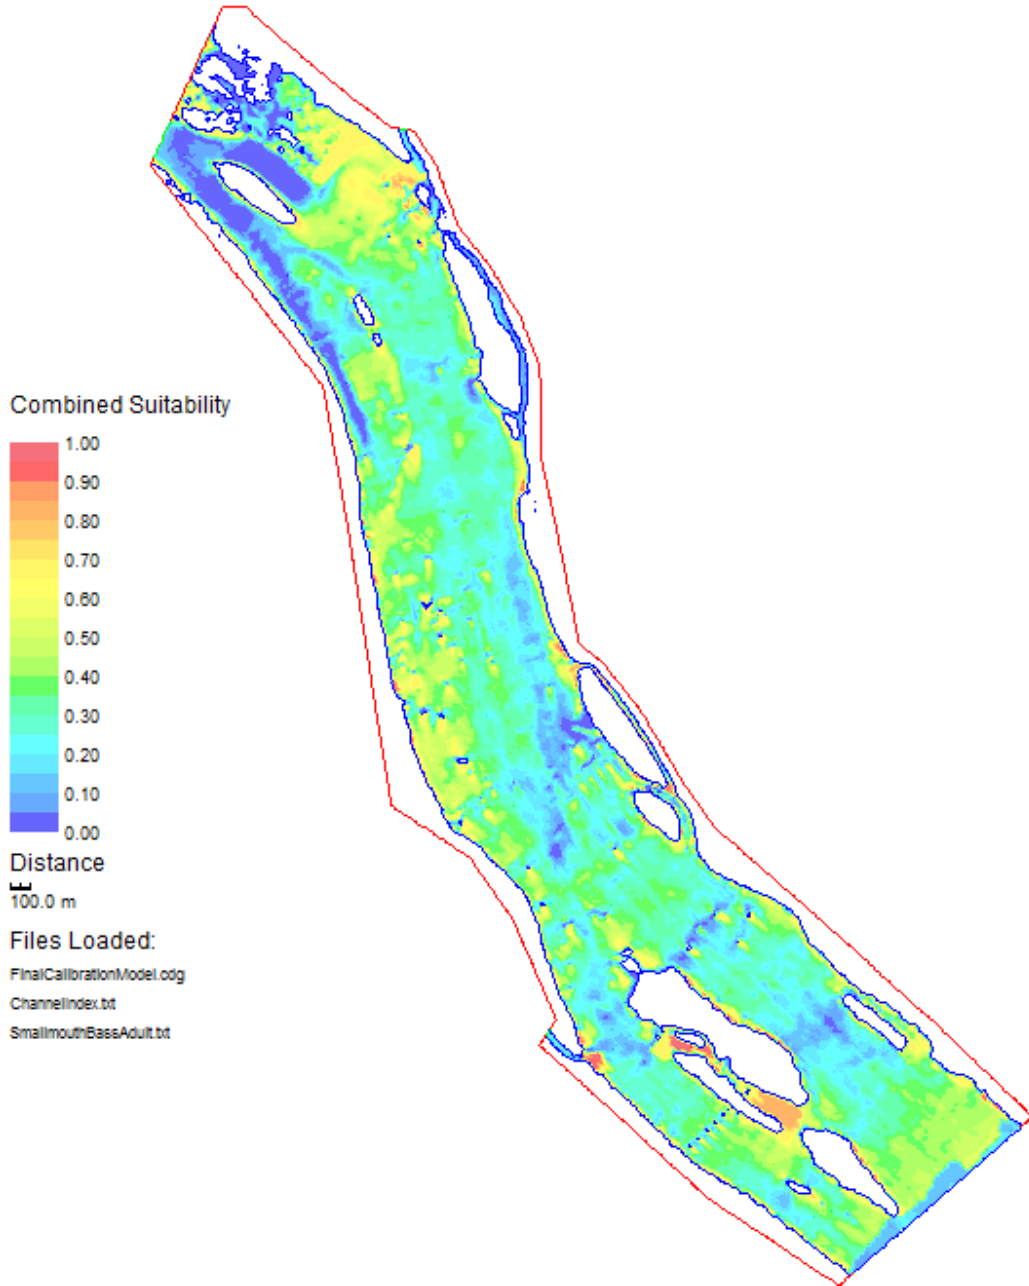 Combined Suitability
1.00
0.90
0.80
0.70
0.60
0.50
0.40
0.30
0.20
0.10
0.00
Distance
100.0 m
Files Loaded:
FinalCalibrationModel.cdg
ChannelIndex.txt
SmallmouthBassAdult.txt